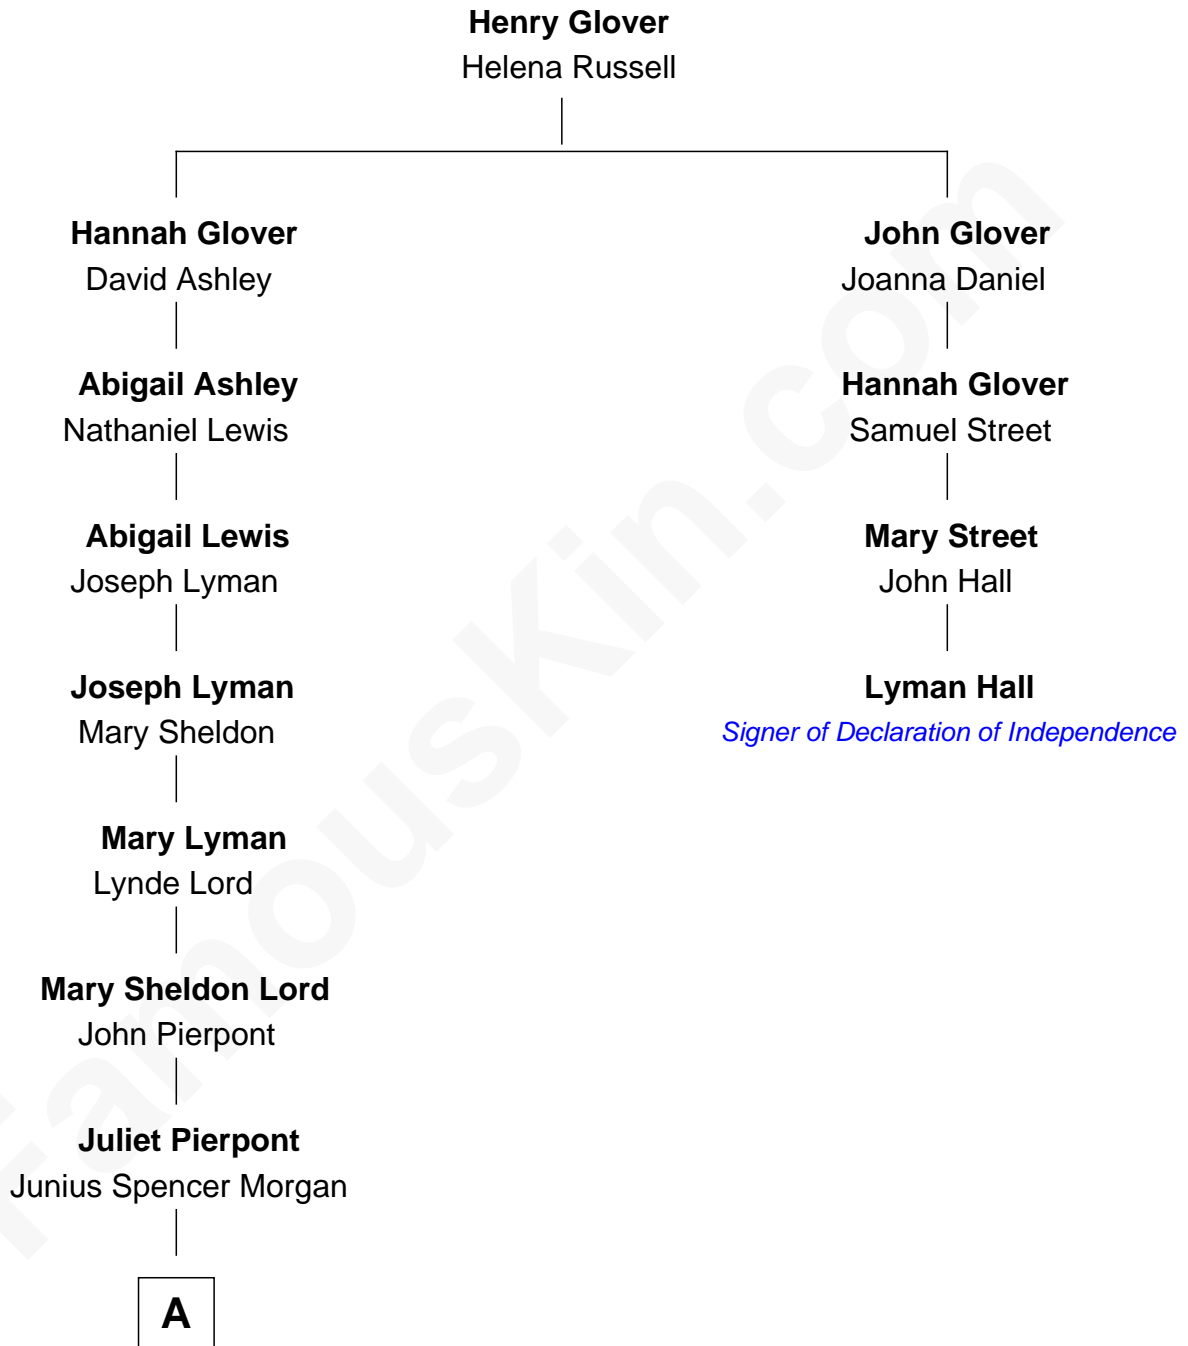 Henry Glover
Helena Russell
Hannah Glover
David Ashley
John Glover
Joanna Daniel
Abigail Ashley
Nathaniel Lewis
Hannah Glover
Samuel Street
Abigail Lewis
Joseph Lyman
Mary Street
John Hall
Joseph Lyman
Mary Sheldon
Lyman Hall
Signer of Declaration of Independence
Mary Lyman
Lynde Lord
Mary Sheldon Lord
John Pierpont
Juliet Pierpont
Junius Spencer Morgan
A
FamousKin.com